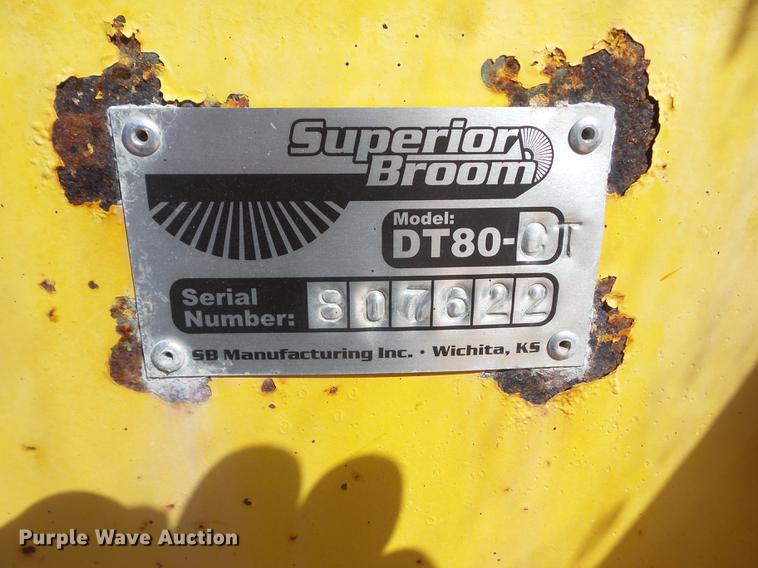 Superior
Broom
Model:
DT80-CT
Serial
Number: 807622
SB Manufacturing Inc. · Wichita, KS
Purple Wave Auction